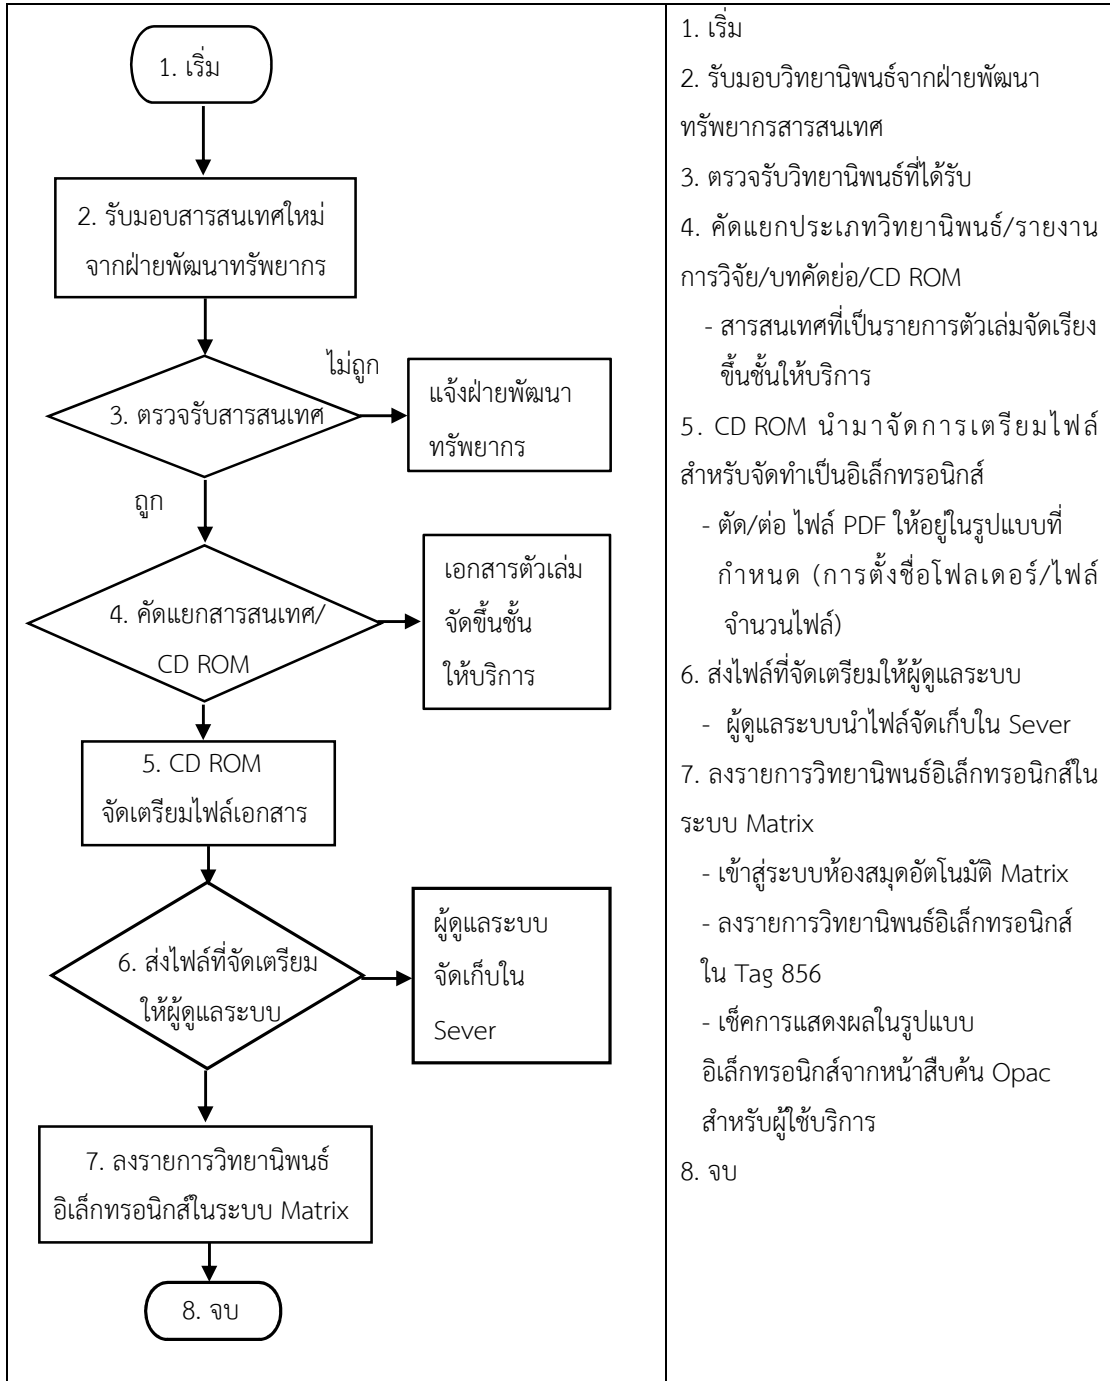 1. เริ่ม
2. รับมอบสารสนเทศใหม่
จากฝ่ายพัฒนาทรัพยากร
ไม่ถูก
3. ตรวจรับสารสนเทศ
แจ้งฝ่ายพัฒนา
ทรัพยากร
ถูก
4. คัดแยกสารสนเทศ/
CD ROM
เอกสารตัวเล่ม
จัดขึ้นชั้น
ให้บริการ
5. CD ROM
จัดเตรียมไฟล์เอกสาร
6. ส่งไฟล์ที่จัดเตรียม
ให้ผู้ดูแลระบบ
ผู้ดูแลระบบ
จัดเก็บใน
Sever
7. ลงรายการวิทยานิพนธ์
อิเล็กทรอนิกส์ในระบบ Matrix
8. จบ
1. เริ่ม
2. รับมอบวิทยานิพนธ์จากฝ่ายพัฒนา
ทรัพยากรสารสนเทศ
3. ตรวจรับวิทยานิพนธ์ที่ได้รับ
4. คัดแยกประเภทวิทยานิพนธ์/รายงาน
การวิจัย/บทคัดย่อ/CD ROM
- สารสนเทศที่เป็นรายการตัวเล่มจัดเรียง
ขึ้นชั้นให้บริการ
5. CD ROM นำมาจัดการเตรียมไฟล์
สำหรับจัดทำเป็นอิเล็กทรอนิกส์
- ตัด/ต่อ ไฟล์ PDF ให้อยู่ในรูปแบบที่
กำหนด (การตั้งชื่อโฟลเดอร์/ไฟล์
จำนวนไฟล์)
6. ส่งไฟล์ที่จัดเตรียมให้ผู้ดูแลระบบ
- ผู้ดูแลระบบนำไฟล์จัดเก็บใน Sever
7. ลงรายการวิทยานิพนธ์อิเล็กทรอนิกส์ใน
ระบบ Matrix
- เข้าสู่ระบบห้องสมุดอัตโนมัติ Matrix
- ลงรายการวิทยานิพนธ์อิเล็กทรอนิกส์
ใน Tag 856
- เช็คการแสดงผลในรูปแบบ
อิเล็กทรอนิกส์จากหน้าสืบค้น Opac
สำหรับผู้ใช้บริการ
8. จบ